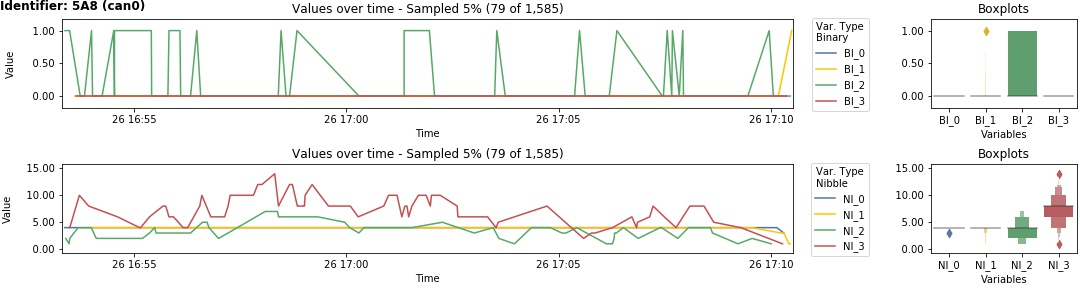 Identifier: 5A8 (can0)
Values over time - Sampled 5% (79 of 1,585)
Value
1.00
0.50
0.00
26 16:55
26 17:00
26 17:05
26 17:10
Time
Var. Type
Binary
BI_0
BI_1
BI_2
BI_3
Boxplots
1.00
0.50
0.00
BI_0
BI_1
BI_2
BI_3
Variables
Values over time - Sampled 5% (79 of 1,585)
Value
15.00
10.00
5.00
0.00
26 16:55
26 17:00
26 17:05
26 17:10
Time
Var. Type
Nibble
NI_0
NI_1
NI_2
NI_3
Boxplots
15.00
10.00
5.00
0.00
NI_0
NI_1
NI_2
NI_3
Variables